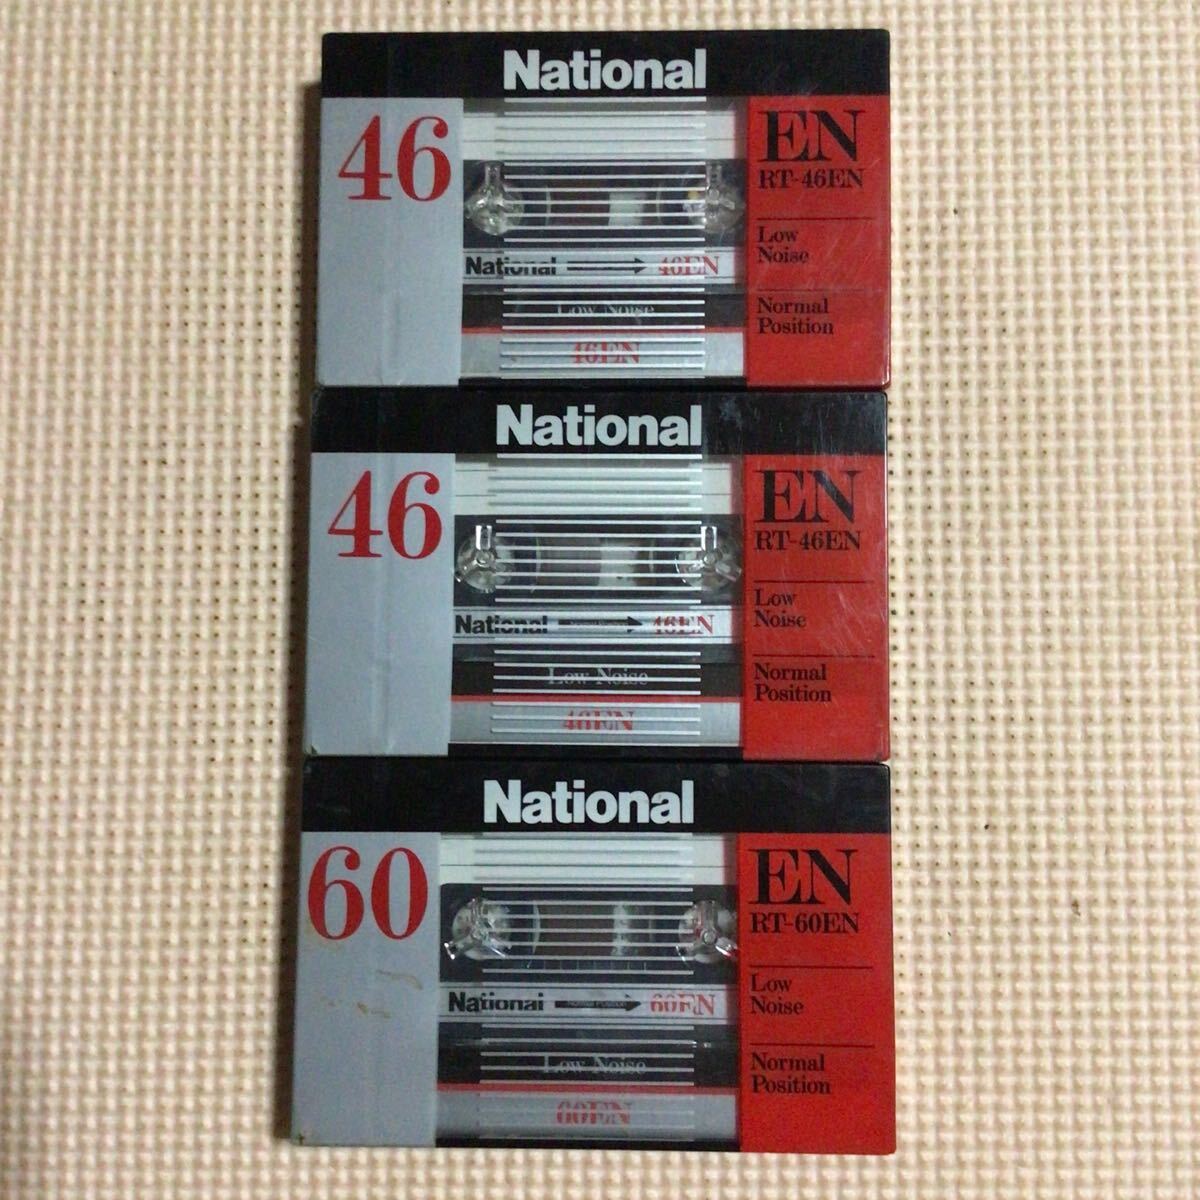 National
46
EN
RT-46EN
Low
Noise
Normal
Position
National 46EN
Low Noise
46EN
National
46
EN
RT-46EN
Low
Noise
Normal
Position
National 46EN
Low Noise
46EN
National
60
EN
RT-60EN
Low
Noise
Normal
Position
National 60EN
Low Noise
60EN